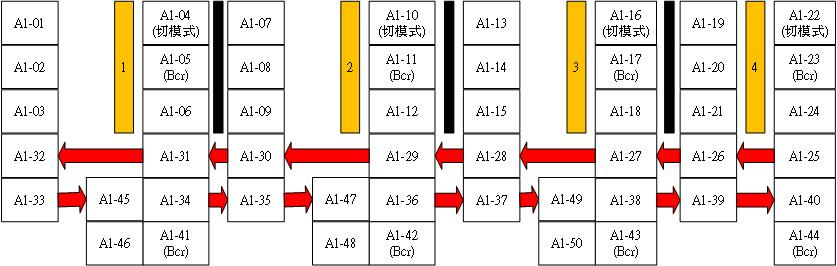 A1-01
1
A1-04
(切模式)
A1-07
2
A1-10
(切模式)
A1-13
3
A1-16
(切模式)
A1-19
4
A1-22
(切模式)
A1-02
A1-05
(Bcr)
A1-08
A1-11
(Bcr)
A1-14
A1-17
(Bcr)
A1-20
A1-23
(Bcr)
A1-03
A1-06
A1-09
A1-12
A1-15
A1-18
A1-21
A1-24
A1-32
A1-31
A1-30
A1-29
A1-28
A1-27
A1-26
A1-25
A1-33
A1-45
A1-34
A1-35
A1-47
A1-36
A1-37
A1-49
A1-38
A1-39
A1-40
A1-46
A1-41
(Bcr)
A1-48
A1-42
(Bcr)
A1-50
A1-43
(Bcr)
A1-44
(Bcr)